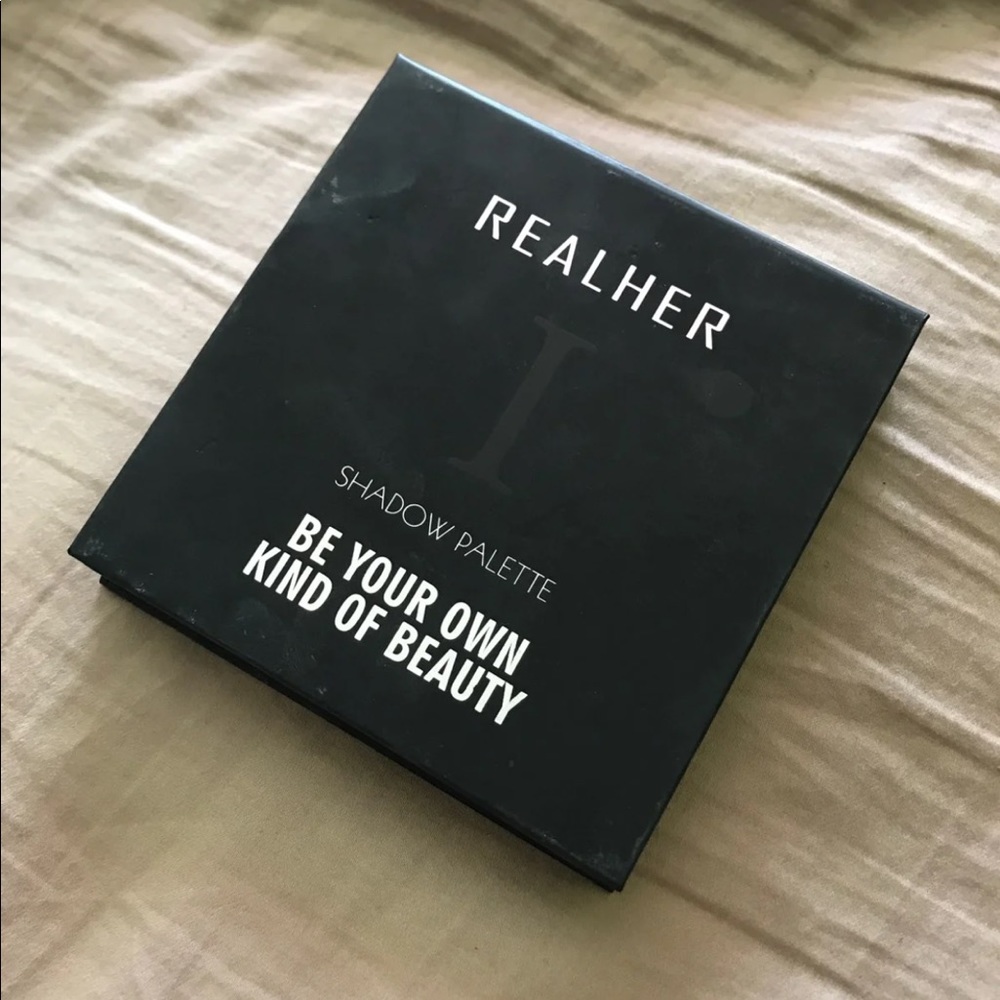 REALHER
I
SHADOW PALETTE
BE YOUR OWN
KIND OF BEAUTY